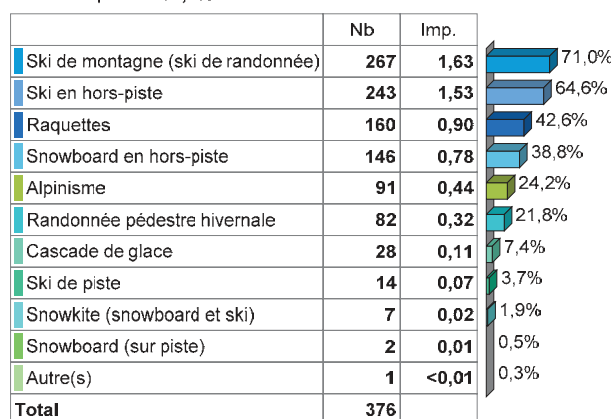 Nb Imp.
Ski de montagne (ski de randonnée) 267 1,63 71,0%
Ski en hors-piste 243 1,53 64,6%
Raquettes 160 0,90 42,6%
Snowboard en hors-piste 146 0,78 38,8%
Alpinisme 91 0,44 24,2%
Randonnée pédestre hivernale 82 0,32 21,8%
Cascade de glace 28 0,11 7,4%
Ski de piste 14 0,07 3,7%
Snowkite (snowboard et ski) 7 0,02 1,9%
Snowboard (sur piste) 2 0,01 0,5%
Autre(s) 1 <0,01 0,3%
Total 376